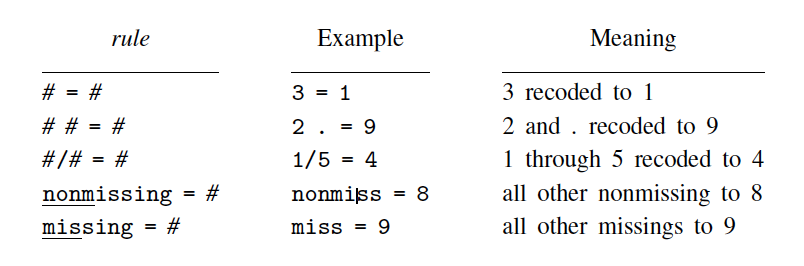 rule Example Meaning
# = # 3 = 1 3 recoded to 1
# # = # 2 . = 9 2 and . recoded to 9
#/# = # 1/5 = 4 1 through 5 recoded to 4
nonmissing = # nonmiss = 8 all other nonmissing to 8
missing = # miss = 9 all other missings to 9